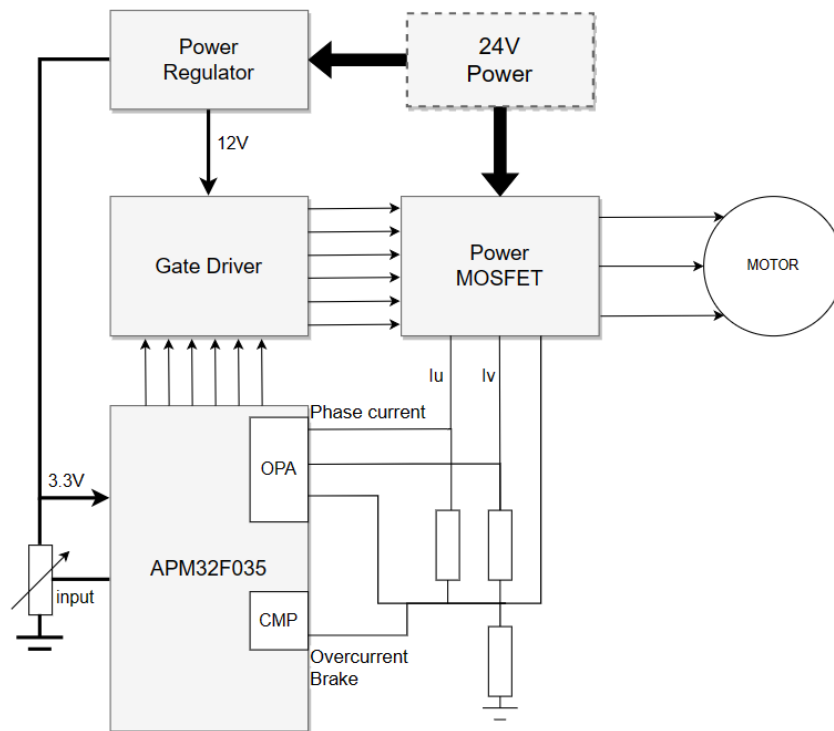 Power
Regulator
24V
Power
12V
Gate Driver
Power
MOSFET
MOTOR
Iu
Iv
Phase current
OPA
3.3V
APM32F035
input
CMP
Overcurrent
Brake